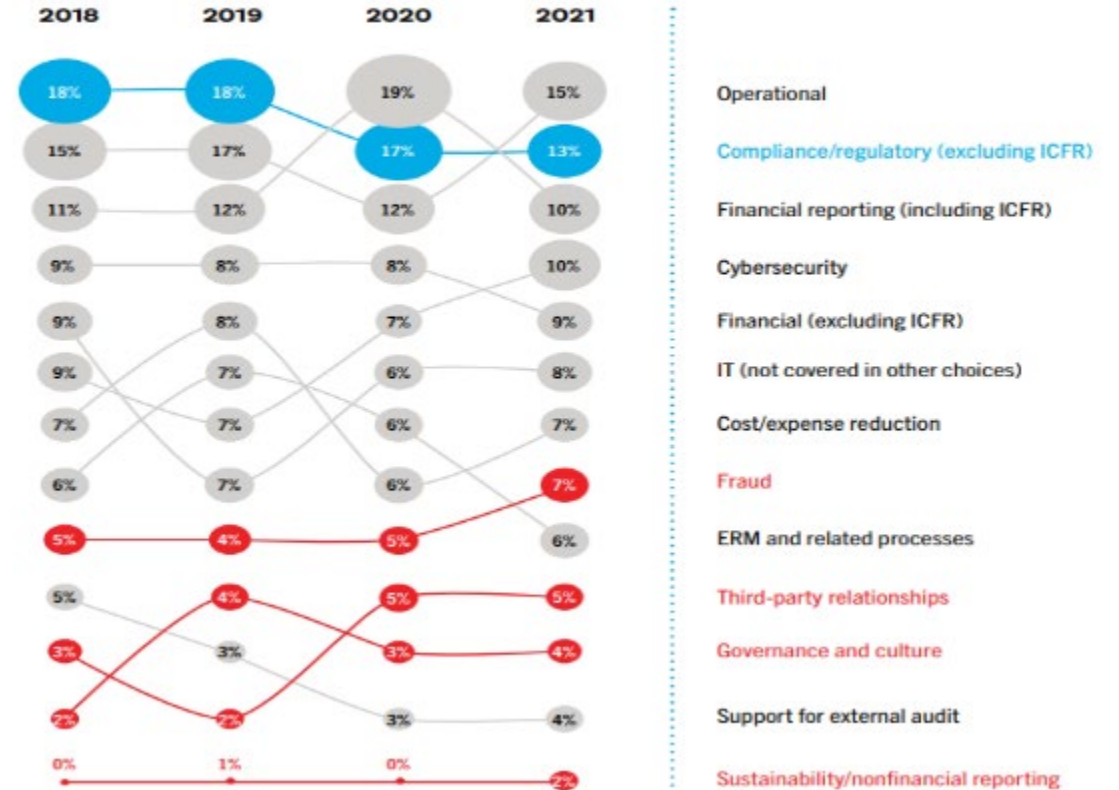 2018 2019 2020 2021
18% 18% 19% 15% Operational
15% 17% 17% 13% Compliance/regulatory (excluding ICFR)
11% 12% 12% 10% Financial reporting (including ICFR)
9% 8% 8% 10% Cybersecurity
9% 8% 7% 9% Financial (excluding ICFR)
9% 7% 6% 8% IT (not covered in other choices)
7% 7% 6% 7% Cost/expense reduction
6% 7% 6% 7% Fraud
5% 4% 5% 6% ERM and related processes
5% 4% 5% 5% Third-party relationships
3% 3% 3% 4% Governance and culture
2% 2% 3% 4% Support for external audit
0% 1% 0% 2% Sustainability/nonfinancial reporting